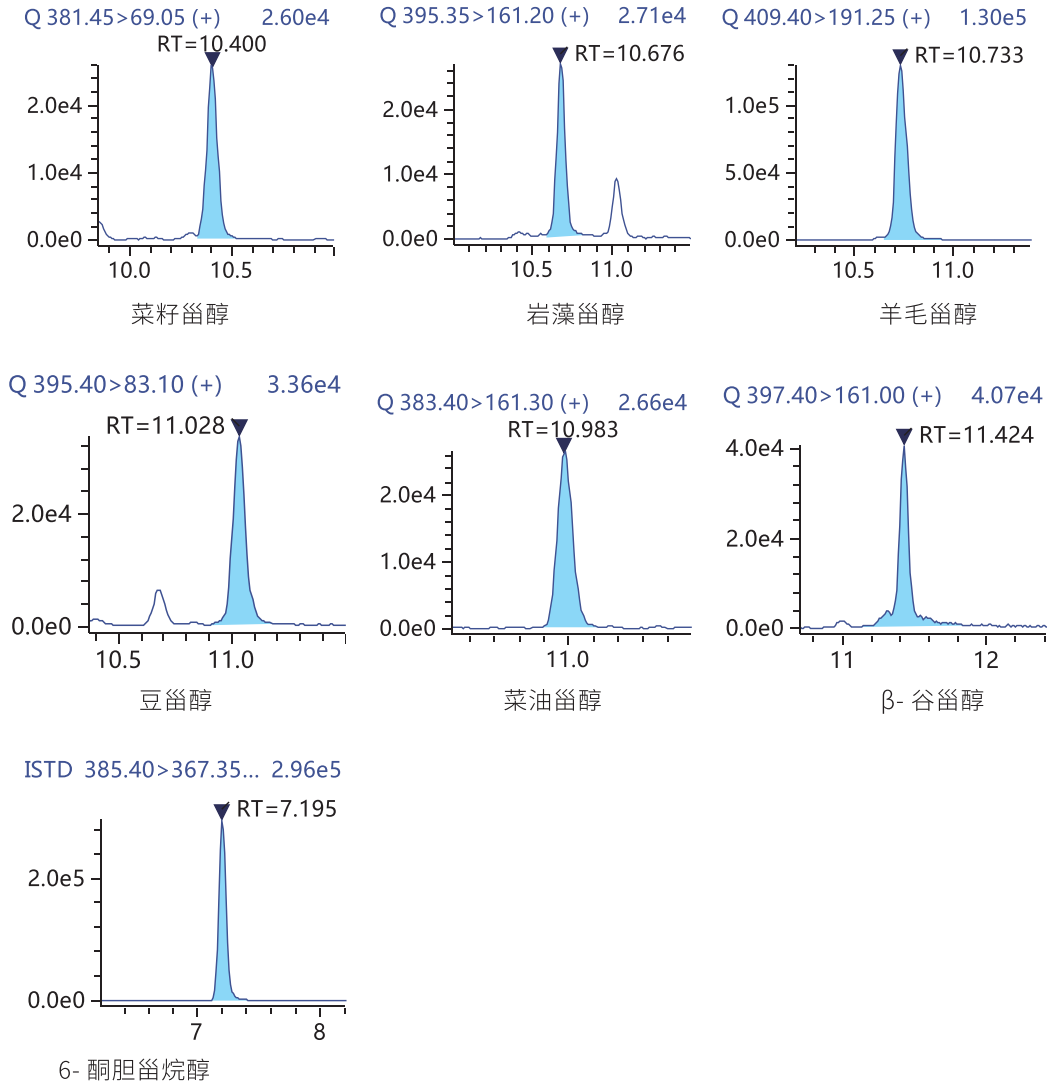 Q 381.45>69.05 (+) 2.60e4
RT=10.400
2.0e4
1.0e4
0.0e0
10.0 10.5
菜籽甾醇
Q 395.35>161.20 (+) 2.71e4
RT=10.676
2.0e4
1.0e4
0.0e0
10.5 11.0
岩藻甾醇
Q 409.40>191.25 (+) 1.30e5
RT=10.733
1.0e5
5.0e4
0.0e0
10.5 11.0
羊毛甾醇
Q 395.40>83.10 (+) 3.36e4
RT=11.028
2.0e4
0.0e0
10.5 11.0
豆甾醇
Q 383.40>161.30 (+) 2.66e4
RT=10.983
2.0e4
1.0e4
0.0e0
11.0
菜油甾醇
Q 397.40>161.00 (+) 4.07e4
RT=11.424
4.0e4
2.0e4
0.0e0
11 12
β- 谷甾醇
ISTD 385.40>367.35... 2.96e5
RT=7.195
2.0e5
0.0e0
7 8
6- 酮胆甾烷醇